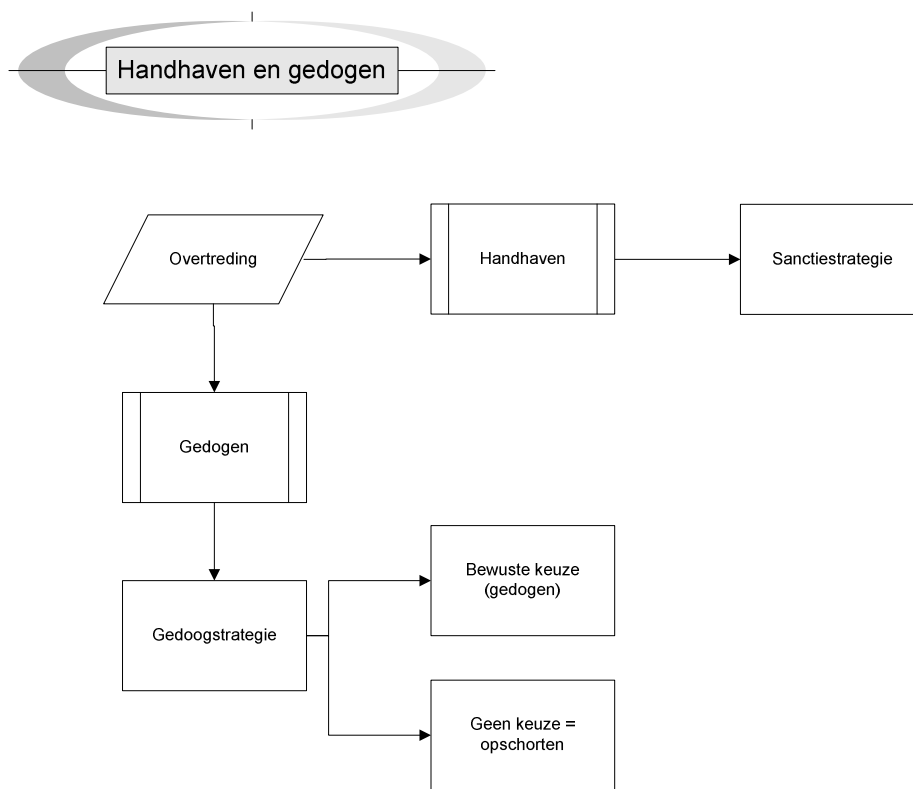 Handhaven en gedogen
Overtreding
Handhaven
Sanctiestrategie
Gedogen
Gedoogstrategie
Bewuste keuze
(gedogen)
Geen keuze =
opschorten